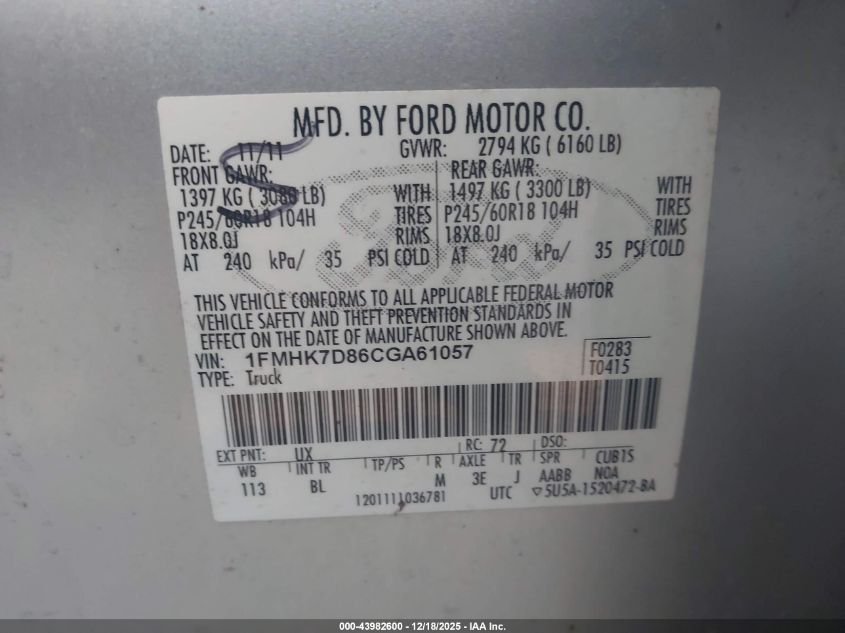 MFD. BY FORD MOTOR CO.
DATE: 11/11 GVWR: 2794 KG ( 6160 LB)
FRONT GAWR: REAR GAWR:
1397 KG ( 3080 LB) WITH 1497 KG ( 3300 LB) WITH
P245/60R18 104H TIRES P245/60R18 104H TIRES
18X8.0J RIMS 18X8.0J RIMS
AT 240 kPa/ 35 PSI COLD AT 240 kPa/ 35 PSI COLD
Ford
THIS VEHICLE CONFORMS TO ALL APPLICABLE FEDERAL MOTOR
VEHICLE SAFETY AND THEFT PREVENTION STANDARDS IN
EFFECT ON THE DATE OF MANUFACTURE SHOWN ABOVE.
VIN: 1FMHK7D86CGA61057 F0283
TYPE: Truck T0415
EXT PNT: UX RC: 72 DSO:
WB INT TR TP/PS R AXLE TR SPR CUB1S
113 BL M 3E J AABB NOA
1201111036781 UTC ▽5U5A-1520472-BA
000-43982600 / 12/18/2025 - IAA Inc.